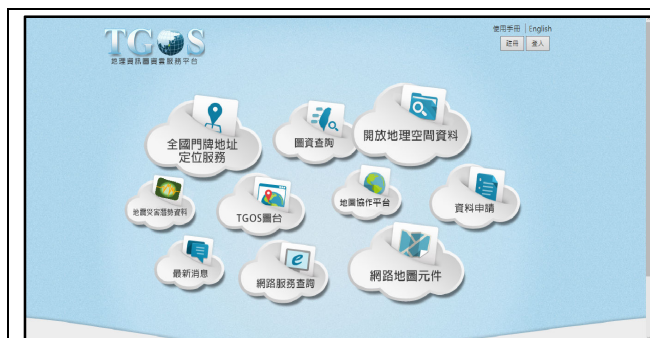 使用手冊 | English
TGOS
地理資訊圖資雲服務平台
註冊 登入
全國門牌地址
定位服務
圖資查詢
開放地理空間資料
地震災害潛勢資料
TGOS圖台
地圖協作平台
資料申請
最新消息
網路服務查詢
網路地圖元件